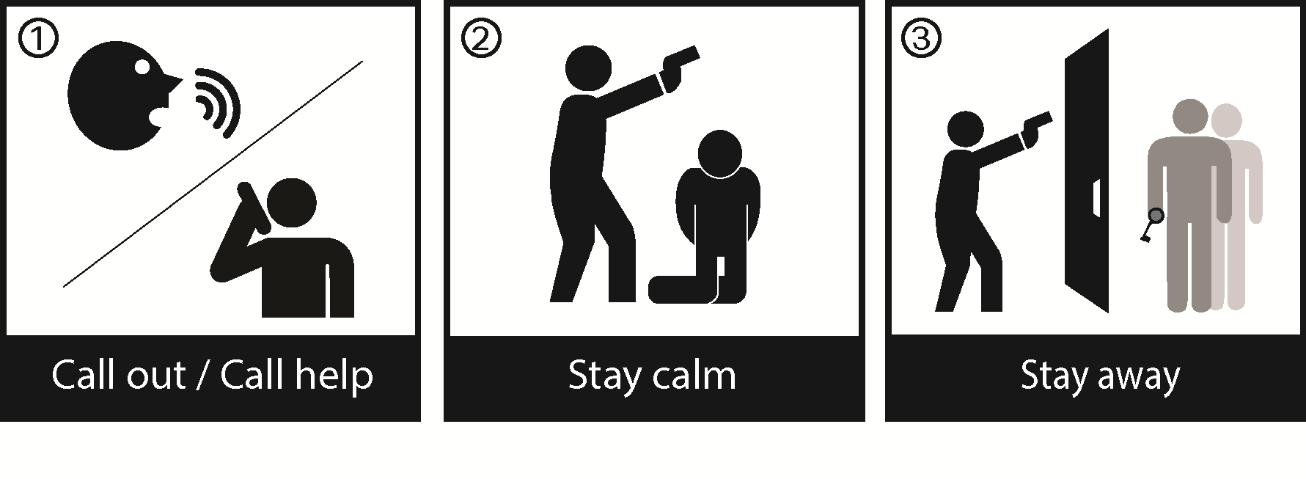 ①
Call out / Call help
②
Stay calm
③
Stay away